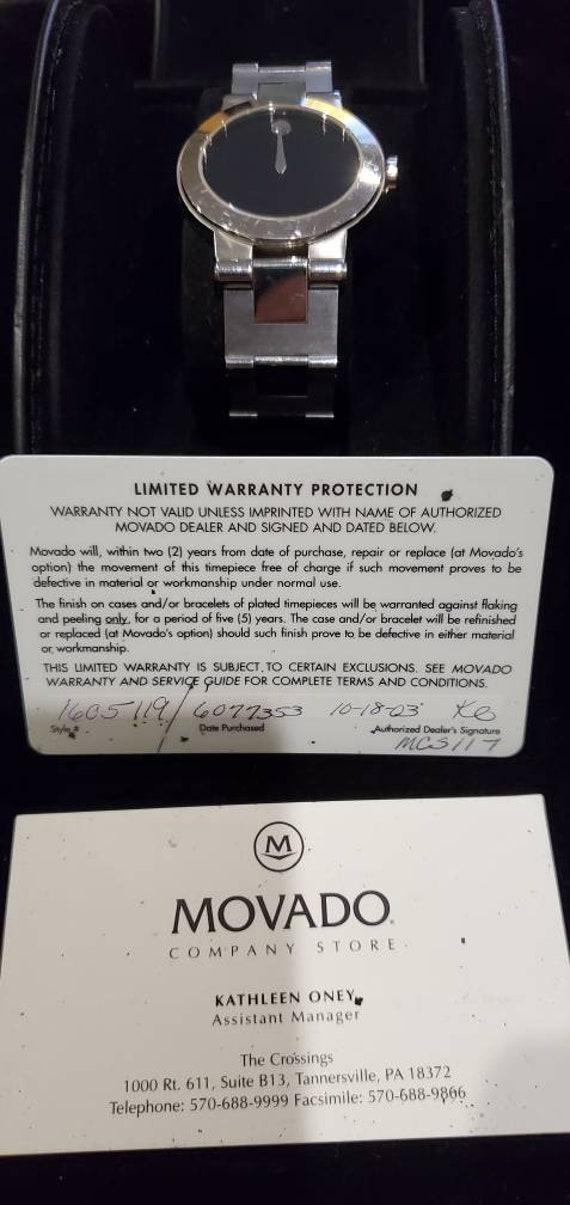 LIMITED WARRANTY PROTECTION
WARRANTY NOT VALID UNLESS IMPRINTED WITH NAME OF AUTHORIZED
MOVADO DEALER AND SIGNED AND DATED BELOW.
Movado will, within two (2) years from date of purchase, repair or replace (at Movado's
option) the movement of this timepiece free of charge if such movement proves to be
defective in material or workmanship under normal use.
The finish on cases and/or bracelets of plated timepieces will be warranted against flaking
and peeling only, for a period of five (5) years. The case and/or bracelet will be refinished
or replaced (at Movado's option) should such finish prove to be defective in either material
or workmanship.
THIS LIMITED WARRANTY IS SUBJECT TO CERTAIN EXCLUSIONS. SEE MOVADO
WARRANTY AND SERVICE GUIDE FOR COMPLETE TERMS AND CONDITIONS.
1605119/6077353 10-18-03 KO
Style # Date Purchased Authorized Dealer's Signature
MCS117
M
MOVADO
COMPANY STORE
KATHLEEN ONEY
Assistant Manager
The Crossings
1000 Rt. 611, Suite B13, Tannersville, PA 18372
Telephone: 570-688-9999 Facsimile: 570-688-9866